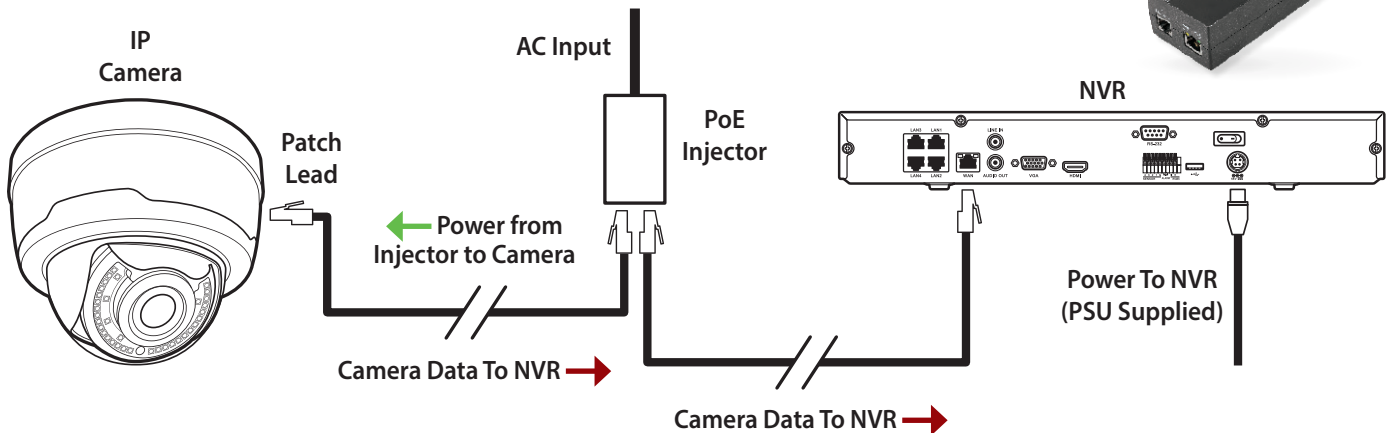 IP
Camera
AC Input
NVR
PoE
Injector
Patch
Lead
LAN3 LAN1
LINE IN
RS-232
LAN4 LAN2
WAN
AUDIO OUT
VGA
HDMI
Power from
Injector to Camera
Power To NVR
(PSU Supplied)
Camera Data To NVR
Camera Data To NVR